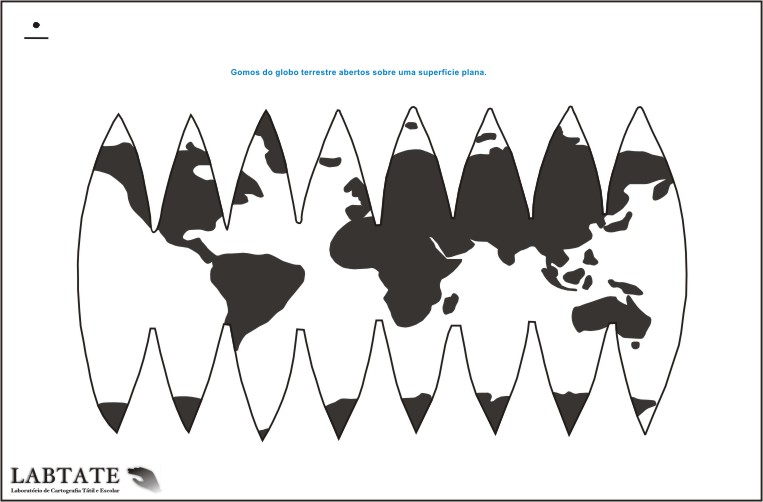 Gomos do globo terrestre abertos sobre uma superfície plana.
LABTATE
Laboratório de Cartografia Tátil e Escolar